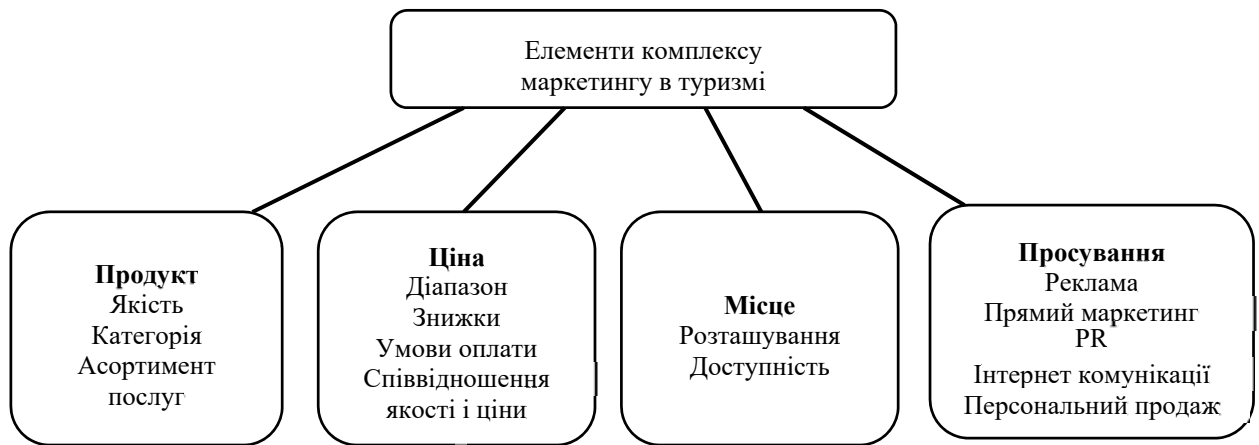 Елементи комплексу
маркетингу в туризмі
Продукт
Якість
Категорія
Асортимент
послуг
Ціна
Діапазон
Знижки
Умови оплати
Співвідношення
якості і ціни
Місце
Розташування
Доступність
Просування
Реклама
Прямий маркетинг
PR
Інтернет комунікації
Персональний продаж